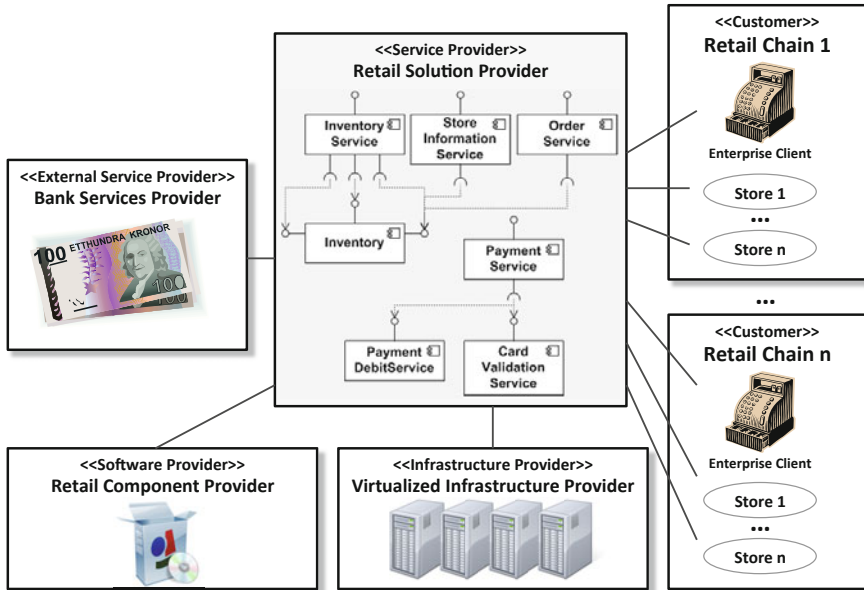 <<Service Provider>>
Retail Solution Provider
Inventory
Service
Store
Information
Service
Order
Service
Inventory
Payment
Service
Payment
DebitService
Card
Validation
Service
<<External Service Provider>>
Bank Services Provider
100 ETTHUNDRA KRONOR
100
100
<<Software Provider>>
Retail Component Provider
<<Infrastructure Provider>>
Virtualized Infrastructure Provider
<<Customer>>
Retail Chain 1
Enterprise Client
Store 1
...
Store n
...
<<Customer>>
Retail Chain n
Enterprise Client
Store 1
...
Store n